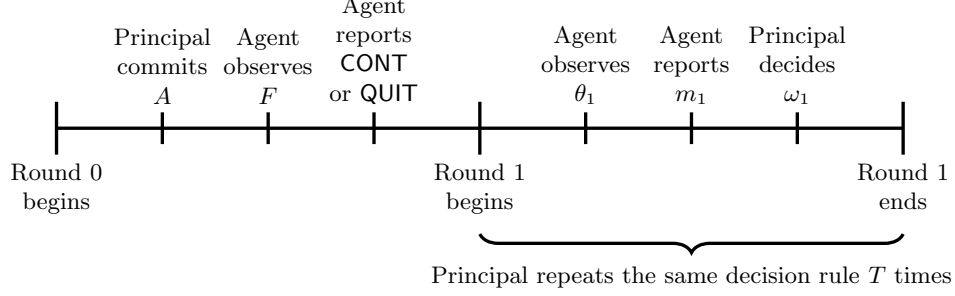 Principal
commits
A
Agent
observes
F
Agent
reports
CONT
or QUIT
Agent
observes
θ₁
Agent
reports
m₁
Principal
decides
ω₁
Round 0
begins
Round 1
begins
Round 1
ends
Principal repeats the same decision rule T times